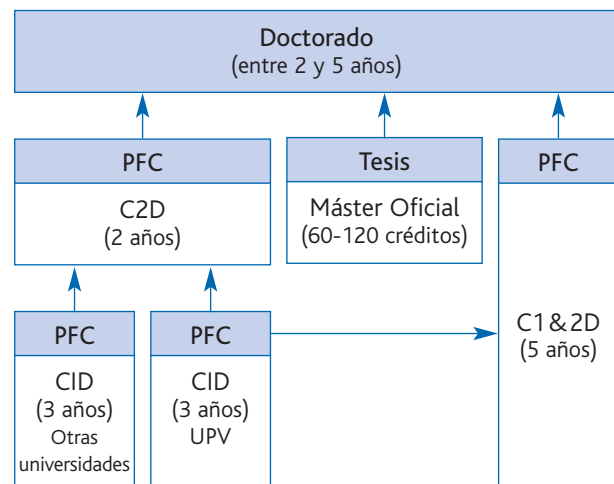 Doctorado
(entre 2 y 5 años)
PFC
C2D
(2 años)
Tesis
Máster Oficial
(60-120 créditos)
PFC
C1&2D
(5 años)
PFC
CID
(3 años)
Otras
universidades
PFC
CID
(3 años)
UPV